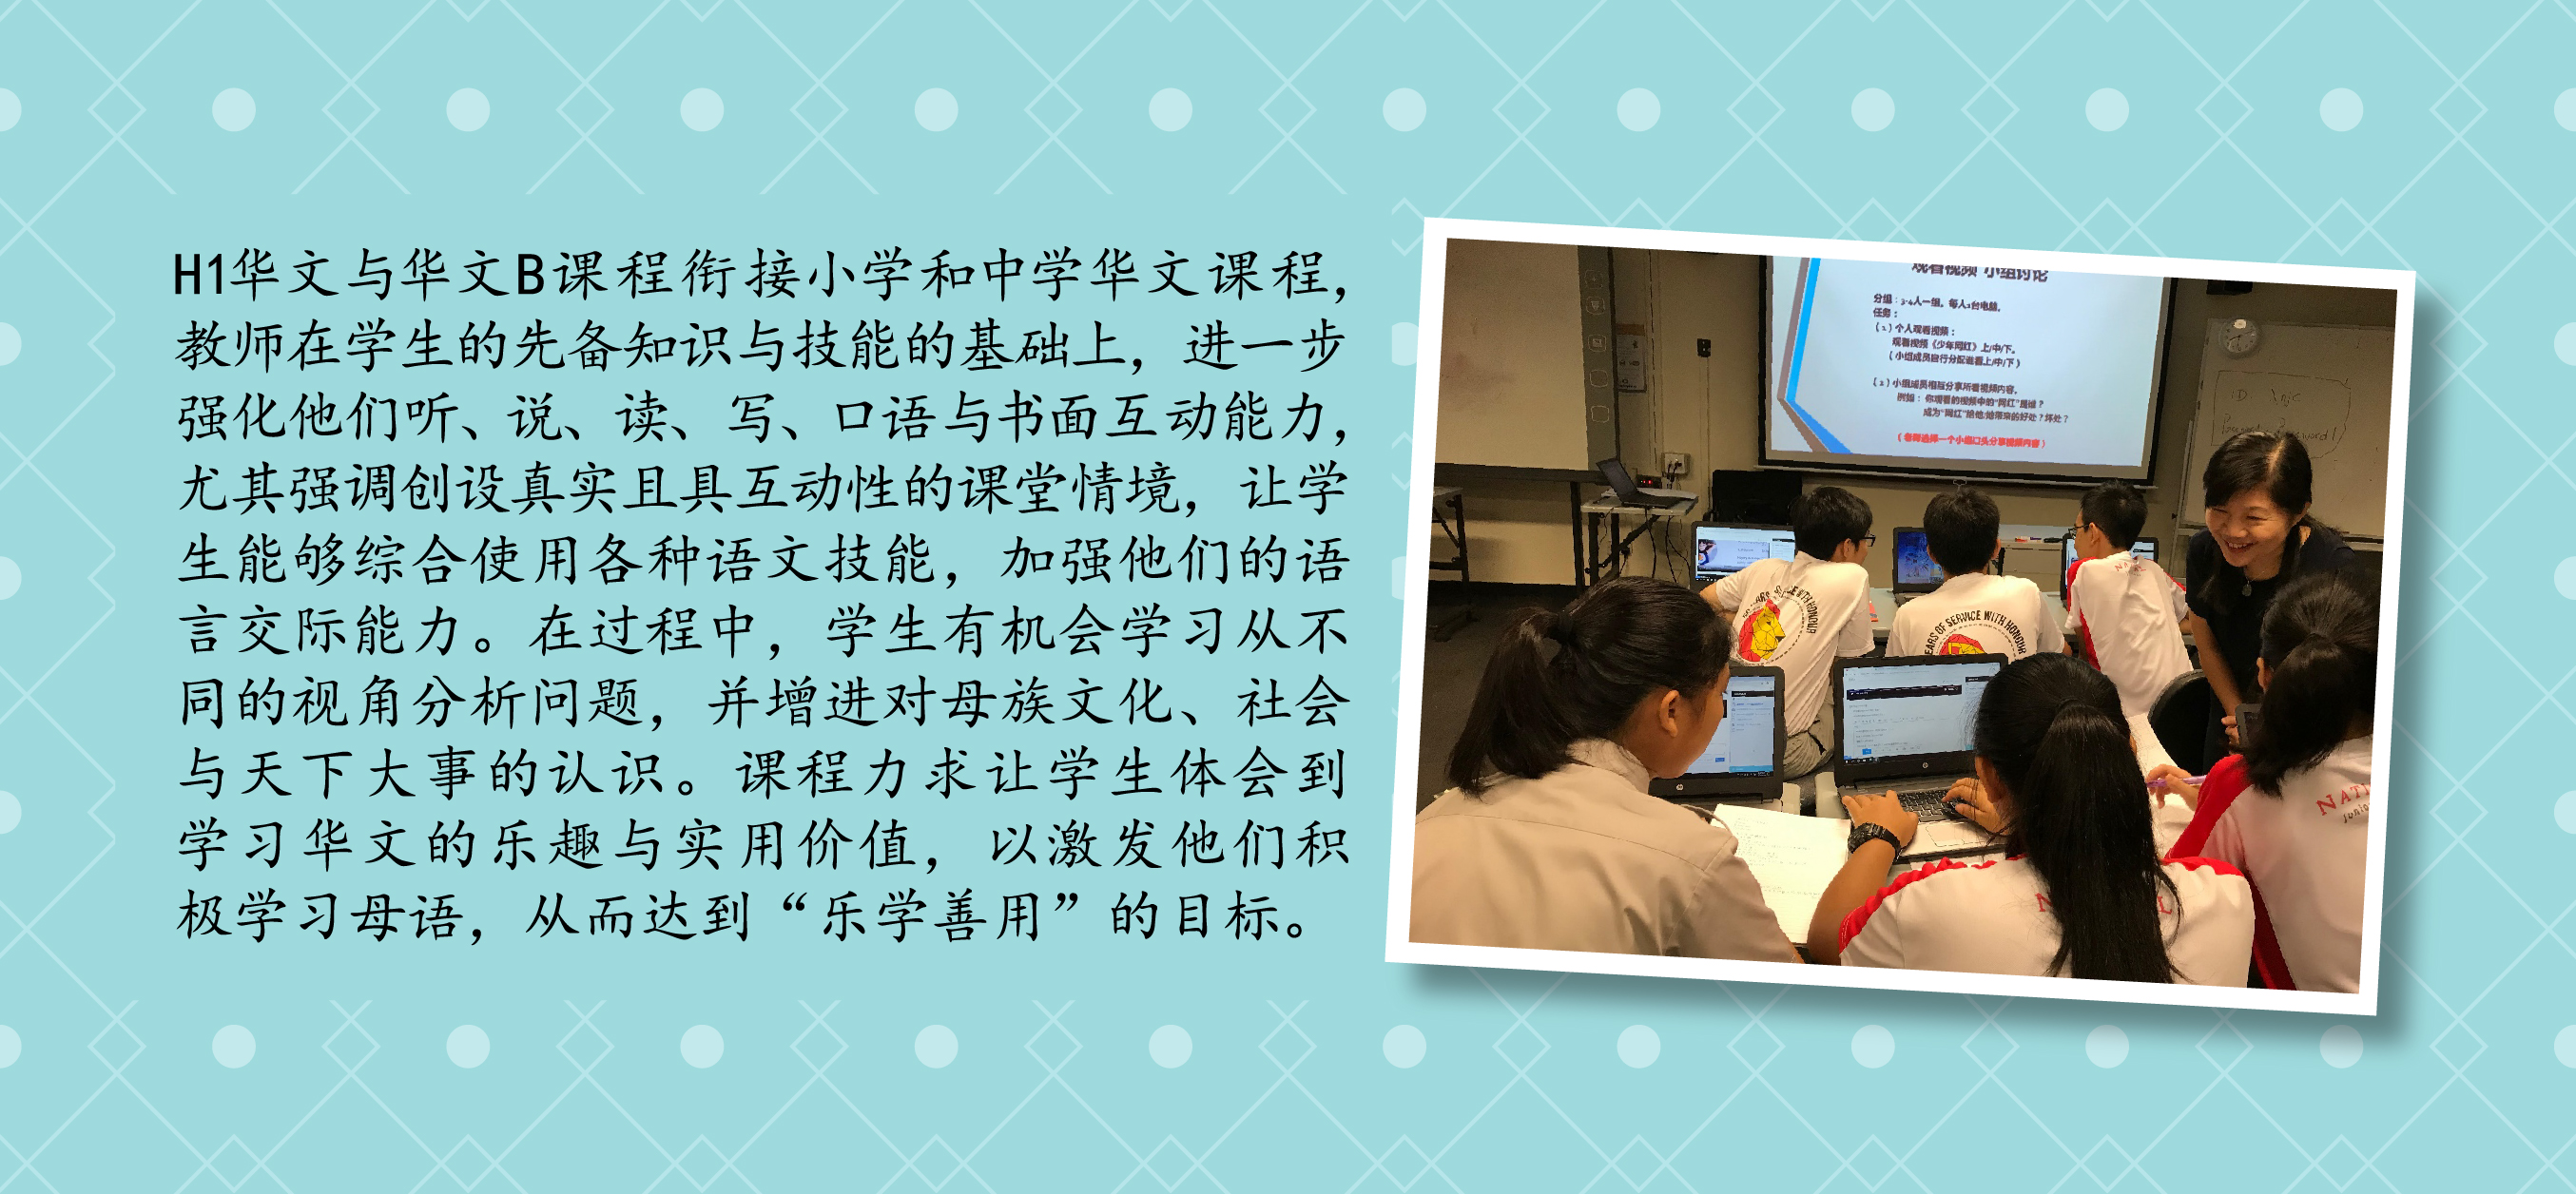 H1华文与华文B课程衔接小学和中学华文课程，
教师在学生的先备知识与技能的基础上，进一步
强化他们听、说、读、写、口语与书面互动能力，
尤其强调创设真实且具互动性的课堂情境，让学
生能够综合使用各种语文技能，加强他们的语
言交际能力。在过程中，学生有机会学习从不
同的视角分析问题，并增进对母族文化、社会
与天下大事的认识。课程力求让学生体会到
学习华文的乐趣与实用价值，以激发他们积
极学习母语，从而达到“乐学善用”的目标。
观看视频 小组讨论
分组：3-4人一组，每人1台电脑。
任务：
（1）个人观看视频：
观看视频《少年网红》上/中/下。
（小组成员自行分配谁看上/中/下）
（2）小组成员相互分享所看视频内容。
例如：你观看的视频中的“网红”是谁？
成为“网红”给他/她带来的好处？坏处？
（老师选择一个小组口头分享视频内容）
ID: \njc
YEARS OF SERVICE WITH HONOUR
NATI
Junio